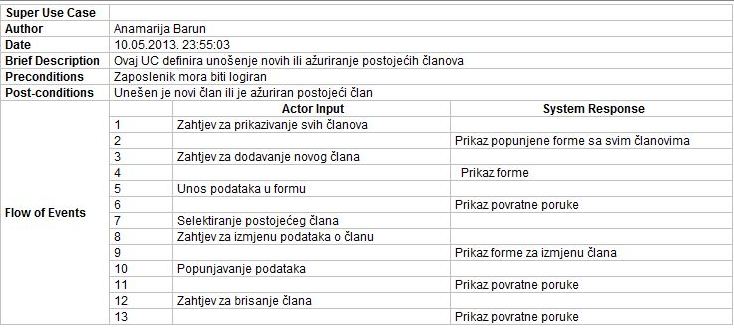 Super Use Case
Author Anamarija Barun
Date 10.05.2013. 23:55:03
Brief Description Ovaj UC definira unošenje novih ili ažuriranje postojećih članova
Preconditions Zaposlenik mora biti logiran
Post-conditions Unešen je novi član ili je ažuriran postojeći član
Flow of Events
Actor Input System Response
1 Zahtjev za prikazivanje svih članova
2 Prikaz popunjene forme sa svim članovima
3 Zahtjev za dodavanje novog člana
4 Prikaz forme
5 Unos podataka u formu
6 Prikaz povratne poruke
7 Selektiranje postojećeg člana
8 Zahtjev za izmjenu podataka o članu
9 Prikaz forme za izmjenu člana
10 Popunjavanje podataka
11 Prikaz povratne poruke
12 Zahtjev za brisanje člana
13 Prikaz povratne poruke